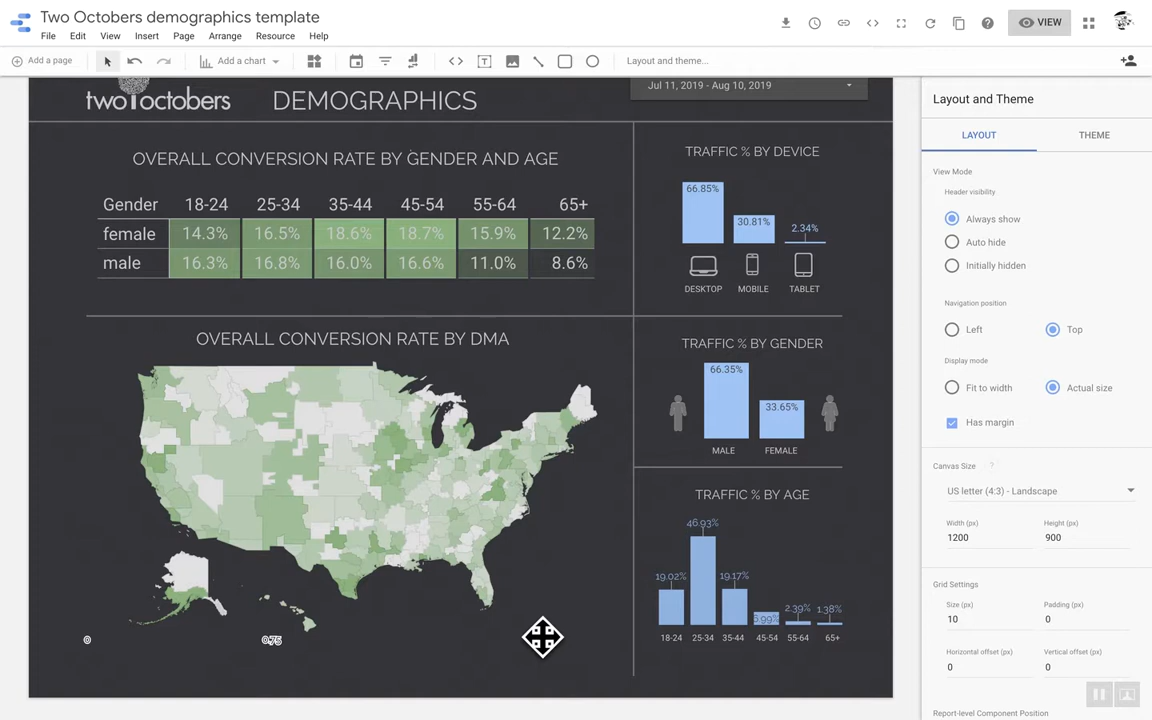 Two Octobers demographics template
File Edit View Insert Page Arrange Resource Help
VIEW
Add a page
Add a chart
Layout and theme...
two octobers DEMOGRAPHICS
Jul 11, 2019 - Aug 10, 2019
OVERALL CONVERSION RATE BY GENDER AND AGE
Gender 18-24 25-34 35-44 45-54 55-64 65+
female 14.3% 16.5% 18.6% 18.7% 15.9% 12.2%
male 16.3% 16.8% 16.0% 16.6% 11.0% 8.6%
OVERALL CONVERSION RATE BY DMA
0 0.75
TRAFFIC % BY DEVICE
66.85%
30.81%
2.34%
DESKTOP MOBILE TABLET
TRAFFIC % BY GENDER
66.35%
33.65%
MALE FEMALE
TRAFFIC % BY AGE
46.93%
19.02% 19.17%
5.99% 2.39% 1.38%
18-24 25-34 35-44 45-54 55-64 65+
Layout and Theme
LAYOUT THEME
View Mode
Header visibility
Always show
Auto hide
Initially hidden
Navigation position
Left Top
Display mode
Fit to width Actual size
Has margin
Canvas Size ?
US letter (4:3) - Landscape
Width (px) Height (px)
1200 900
Grid Settings
Size (px) Padding (px)
10 0
Horizontal offset (px) Vertical offset (px)
0 0
Report-level Component Position